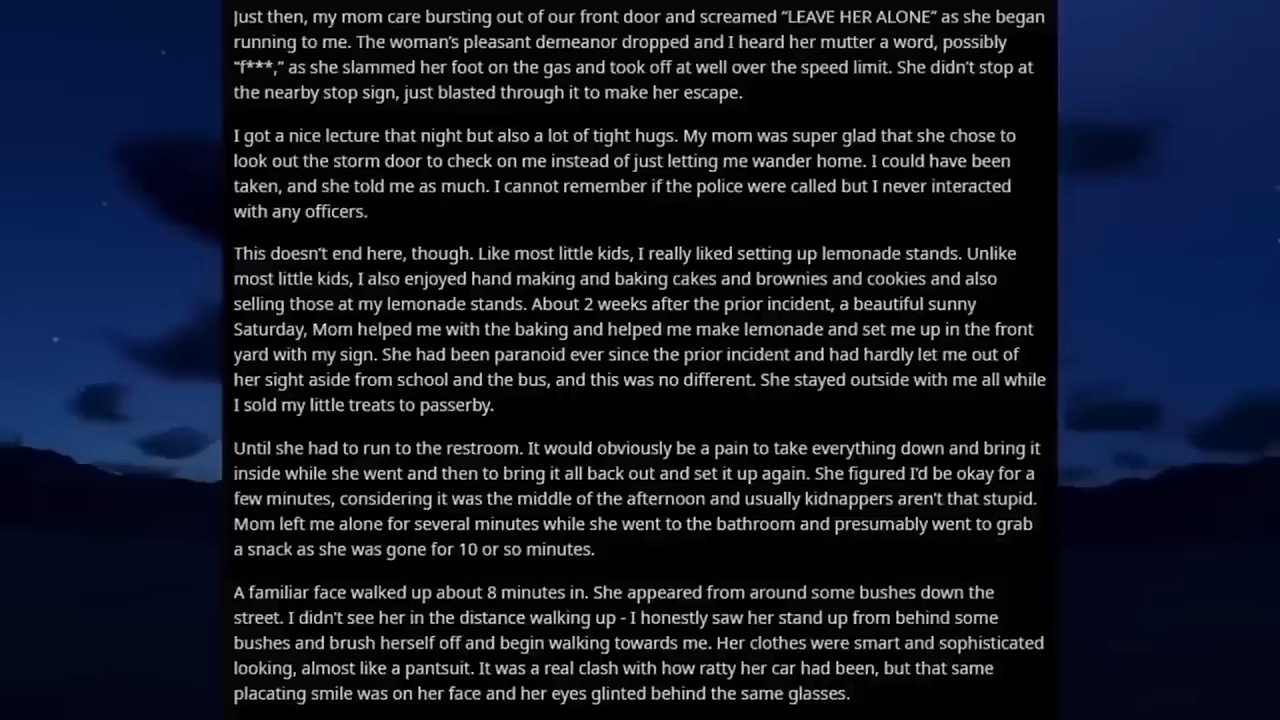 Just then, my mom care bursting out of our front door and screamed “LEAVE HER ALONE” as she began
running to me. The woman’s pleasant demeanor dropped and I heard her mutter a word, possibly
“f***,” as she slammed her foot on the gas and took off at well over the speed limit. She didn’t stop at
the nearby stop sign, just blasted through it to make her escape.
I got a nice lecture that night but also a lot of tight hugs. My mom was super glad that she chose to
look out the storm door to check on me instead of just letting me wander home. I could have been
taken, and she told me as much. I cannot remember if the police were called but I never interacted
with any officers.
This doesn’t end here, though. Like most little kids, I really liked setting up lemonade stands. Unlike
most little kids, I also enjoyed hand making and baking cakes and brownies and cookies and also
selling those at my lemonade stands. About 2 weeks after the prior incident, a beautiful sunny
Saturday, Mom helped me with the baking and helped me make lemonade and set me up in the front
yard with my sign. She had been paranoid ever since the prior incident and had hardly let me out of
her sight aside from school and the bus, and this was no different. She stayed outside with me all while
I sold my little treats to passerby.
Until she had to run to the restroom. It would obviously be a pain to take everything down and bring it
inside while she went and then to bring it all back out and set it up again. She figured I’d be okay for a
few minutes, considering it was the middle of the afternoon and usually kidnappers aren’t that stupid.
Mom left me alone for several minutes while she went to the bathroom and presumably went to grab
a snack as she was gone for 10 or so minutes.
A familiar face walked up about 8 minutes in. She appeared from around some bushes down the
street. I didn’t see her in the distance walking up - I honestly saw her stand up from behind some
bushes and brush herself off and begin walking towards me. Her clothes were smart and sophisticated
looking, almost like a pantsuit. It was a real clash with how ratty her car had been, but that same
placating smile was on her face and her eyes glinted behind the same glasses.